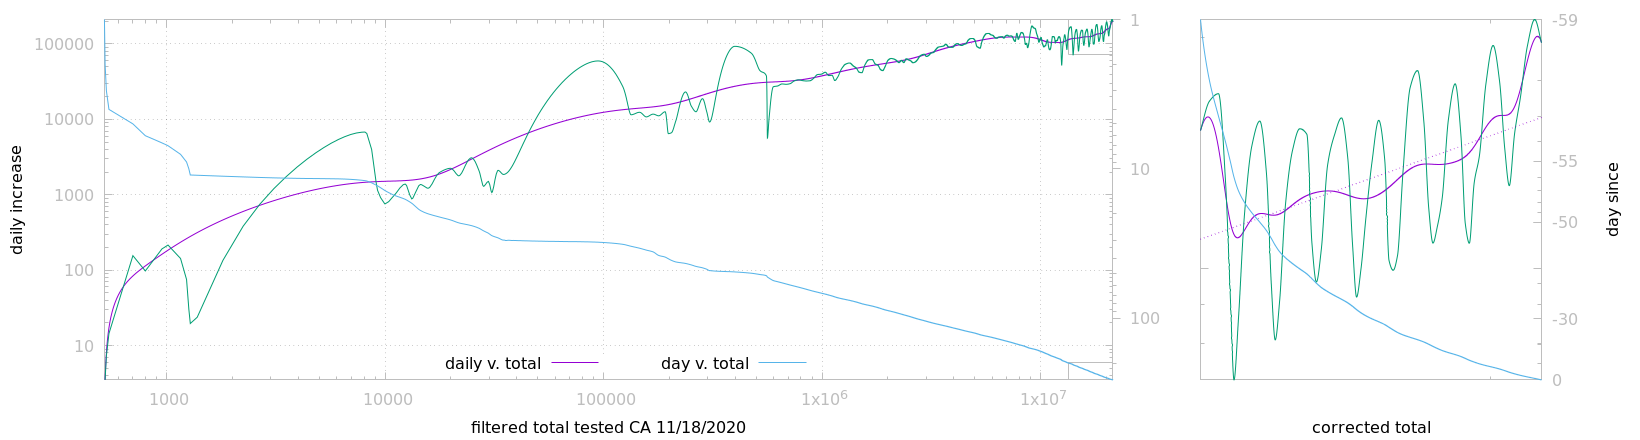 daily increase
100000
10000
1000
100
10
1000
10000
100000
1x10⁶
1x10⁷
1
10
100
daily v. total
day v. total
filtered total tested CA 11/18/2020
-59
-55
-50
-30
0
day since
corrected total